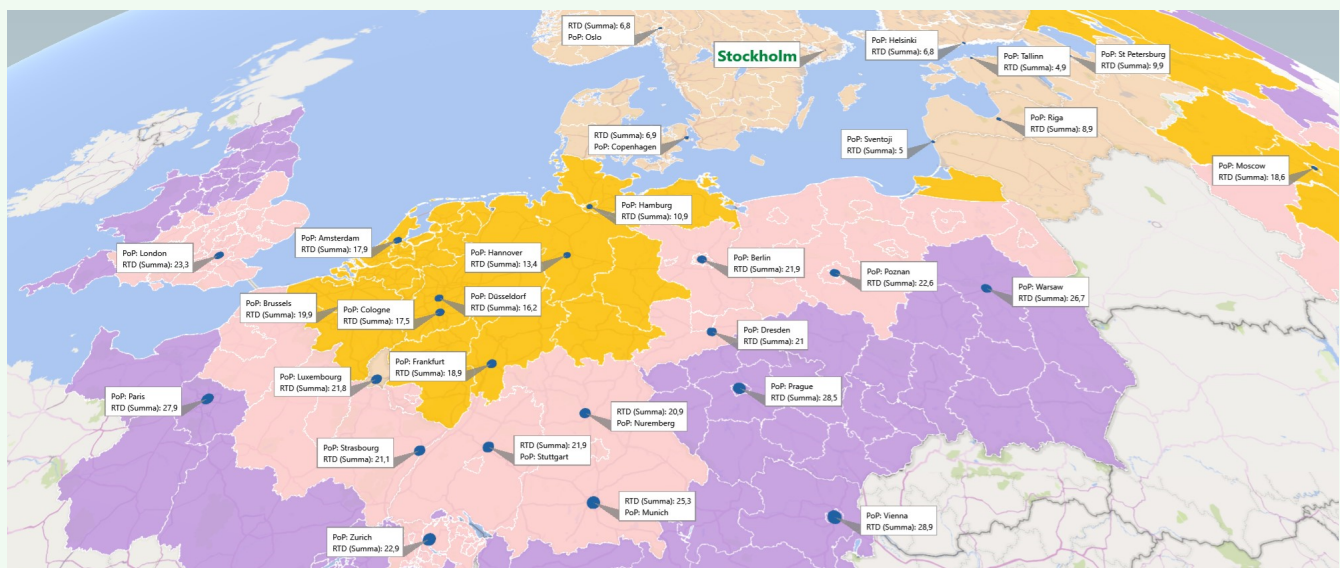 RTD (Summa): 6,8
PoP: Oslo
Stockholm
PoP: Helsinki
RTD (Summa): 6,8
PoP: Tallinn
RTD (Summa): 4,9
PoP: St Petersburg
RTD (Summa): 9,9
RTD (Summa): 6,9
PoP: Copenhagen
PoP: Sventoji
RTD (Summa): 5
PoP: Riga
RTD (Summa): 8,9
PoP: Moscow
RTD (Summa): 18,6
PoP: Hamburg
RTD (Summa): 10,9
PoP: London
RTD (Summa): 23,3
PoP: Amsterdam
RTD (Summa): 17,9
PoP: Hannover
RTD (Summa): 13,4
PoP: Berlin
RTD (Summa): 21,9
PoP: Poznan
RTD (Summa): 22,6
PoP: Warsaw
RTD (Summa): 26,7
PoP: Brussels
RTD (Summa): 19,9
PoP: Cologne
RTD (Summa): 17,5
PoP: Düsseldorf
RTD (Summa): 16,2
PoP: Dresden
RTD (Summa): 21
PoP: Luxembourg
RTD (Summa): 21,8
PoP: Frankfurt
RTD (Summa): 18,9
PoP: Paris
RTD (Summa): 27,9
PoP: Prague
RTD (Summa): 28,5
RTD (Summa): 20,9
PoP: Nuremberg
PoP: Strasbourg
RTD (Summa): 21,1
RTD (Summa): 21,9
PoP: Stuttgart
RTD (Summa): 25,3
PoP: Munich
PoP: Vienna
RTD (Summa): 28,9
PoP: Zurich
RTD (Summa): 22,9